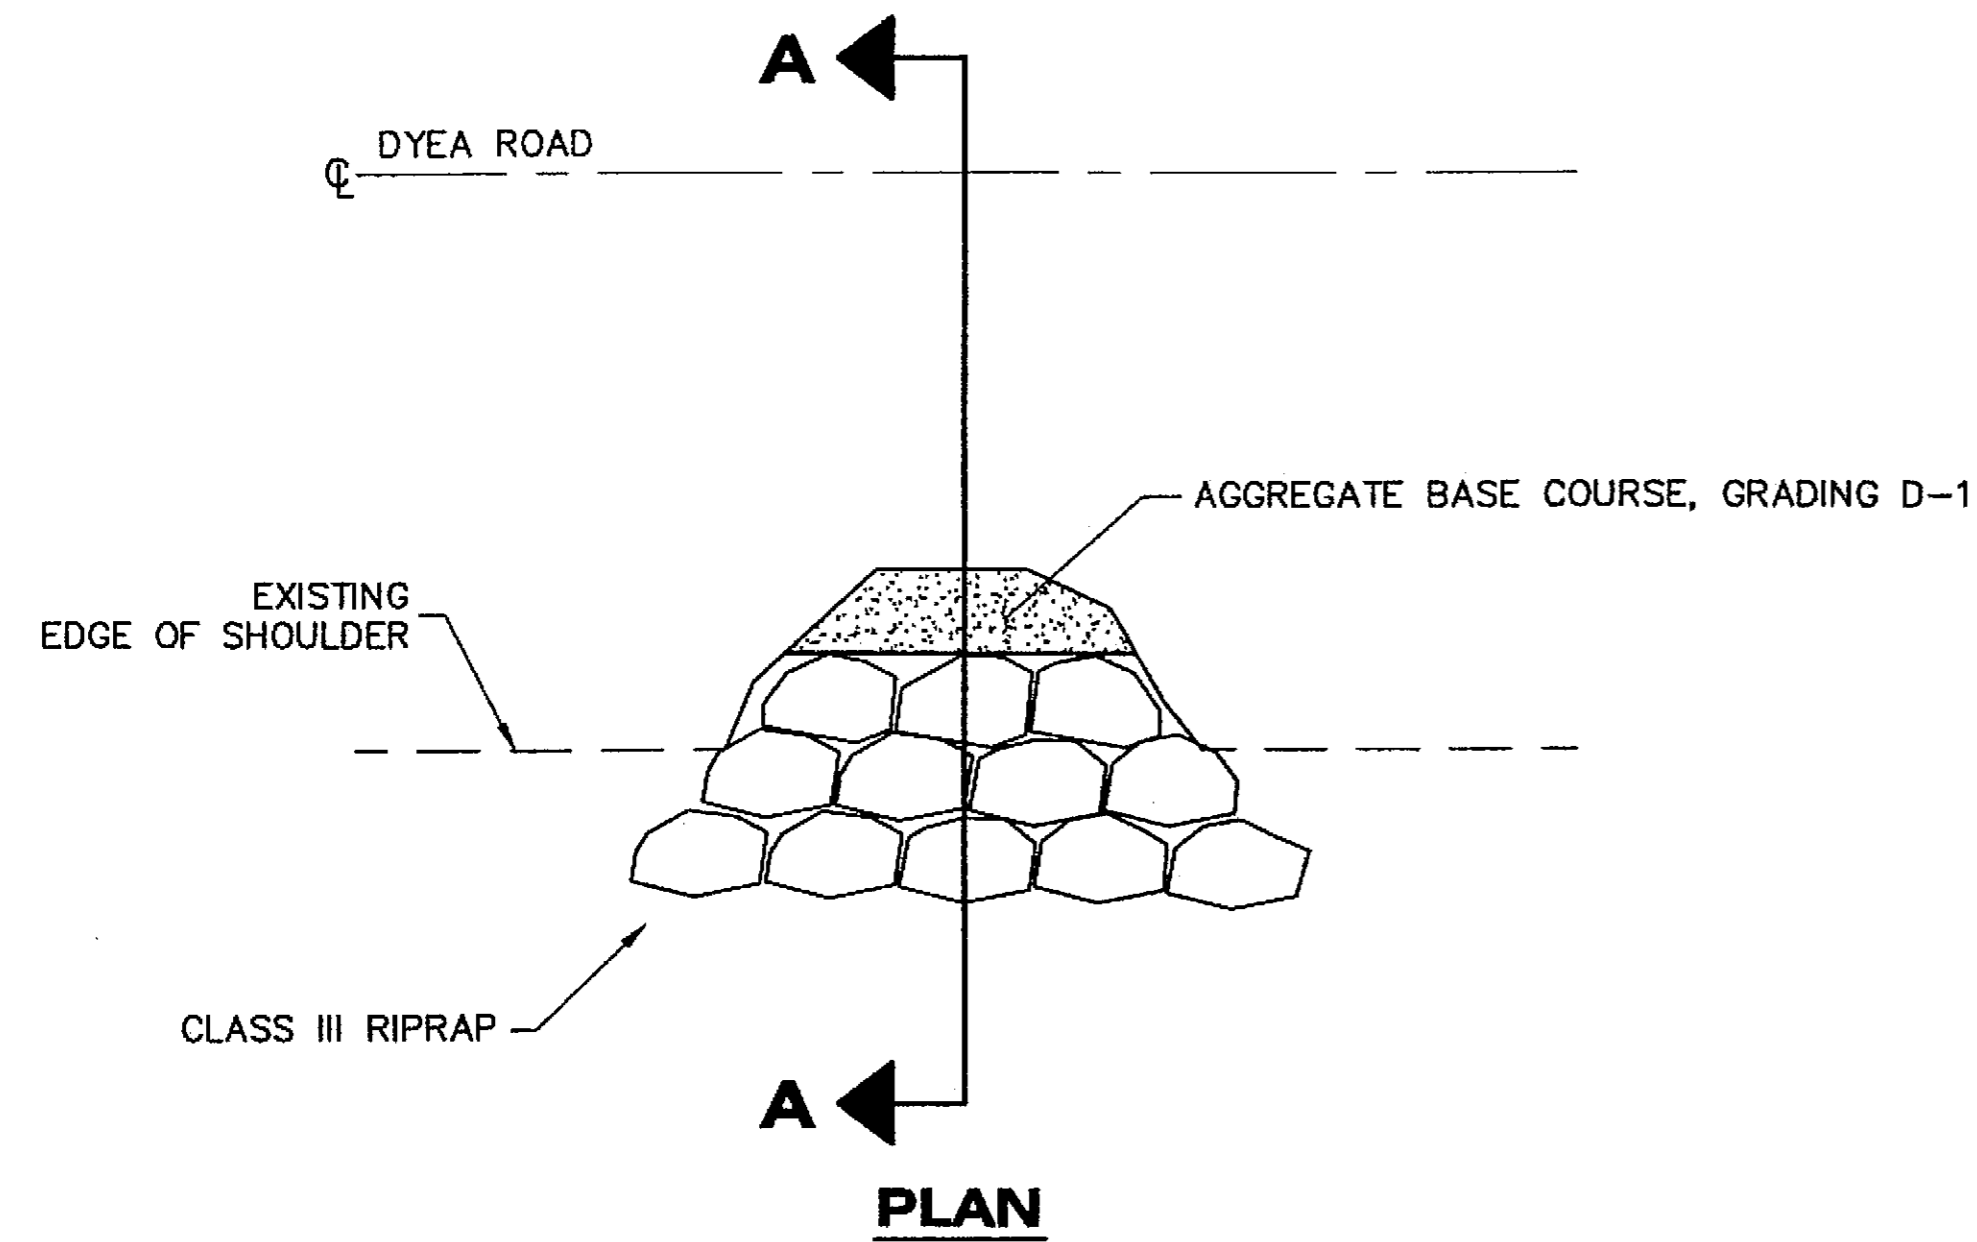 A
DYEA ROAD
℄
AGGREGATE BASE COURSE, GRADING D-1
EXISTING
EDGE OF SHOULDER
CLASS III RIPRAP
A
PLAN